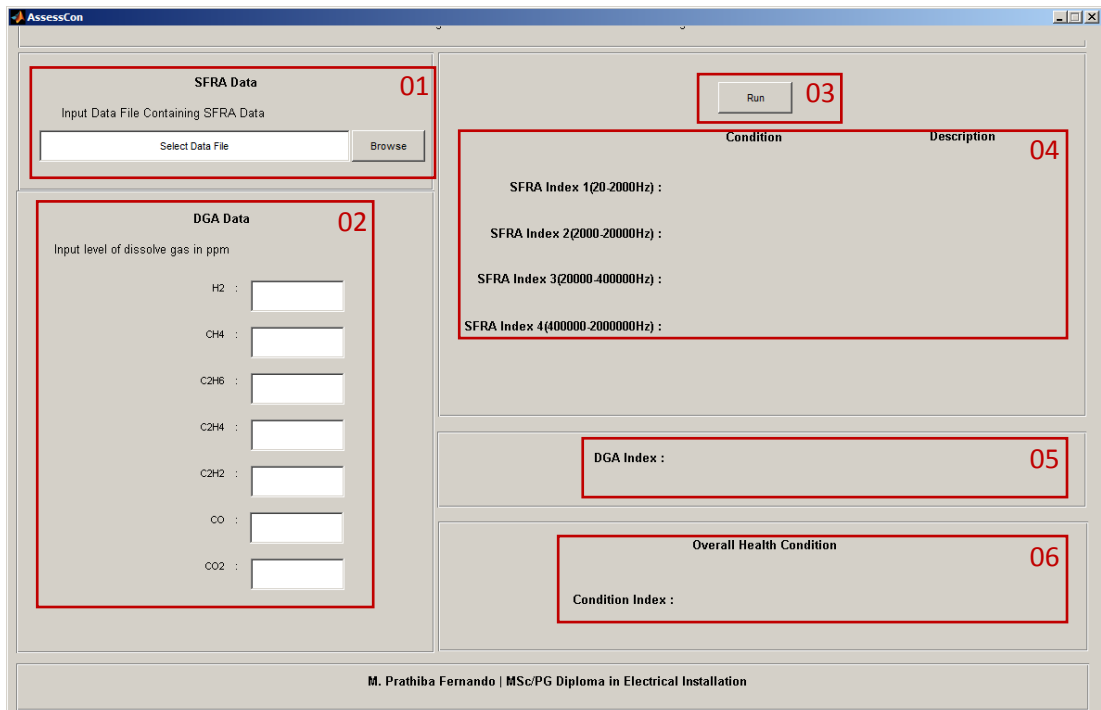 AssessCon
SFRA Data
01
Input Data File Containing SFRA Data
Select Data File
Browse
DGA Data
02
Input level of dissolve gas in ppm
H2 :
CH4 :
C2H6 :
C2H4 :
C2H2 :
CO :
CO2 :
Run
03
Condition Description
04
SFRA Index 1(20-2000Hz) :
SFRA Index 2(2000-20000Hz) :
SFRA Index 3(20000-400000Hz) :
SFRA Index 4(400000-2000000Hz) :
DGA Index :
05
Overall Health Condition
06
Condition Index :
M. Prathiba Fernando | MSc/PG Diploma in Electrical Installation